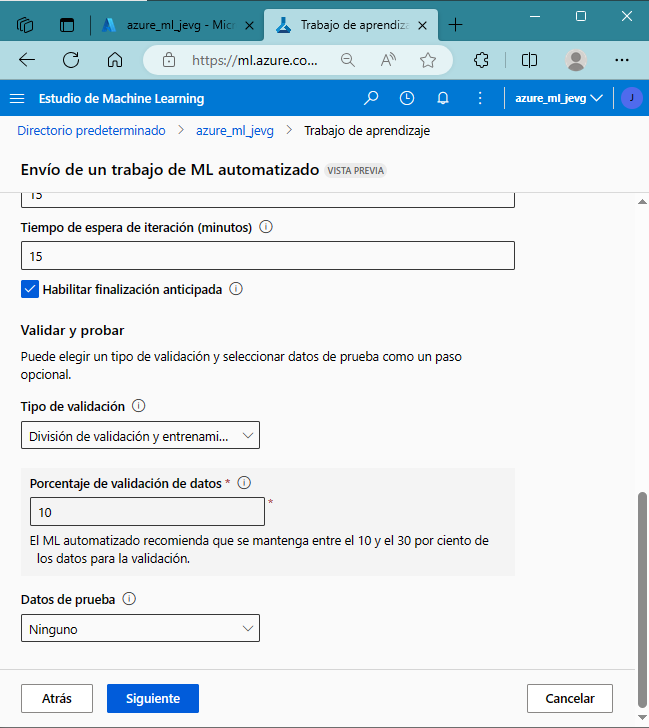 azure_ml_jevg - Micr
Trabajo de aprendiza
https://ml.azure.co...
Estudio de Machine Learning
azure_ml_jevg
J
Directorio predeterminado > azure_ml_jevg > Trabajo de aprendizaje
Envío de un trabajo de ML automatizado VISTA PREVIA
15
Tiempo de espera de iteración (minutos)
15
Habilitar finalización anticipada
Validar y probar
Puede elegir un tipo de validación y seleccionar datos de prueba como un paso
opcional.
Tipo de validación
División de validación y entrenami...
Porcentaje de validación de datos *
10 *
El ML automatizado recomienda que se mantenga entre el 10 y el 30 por ciento de
los datos para la validación.
Datos de prueba
Ninguno
Atrás
Siguiente
Cancelar